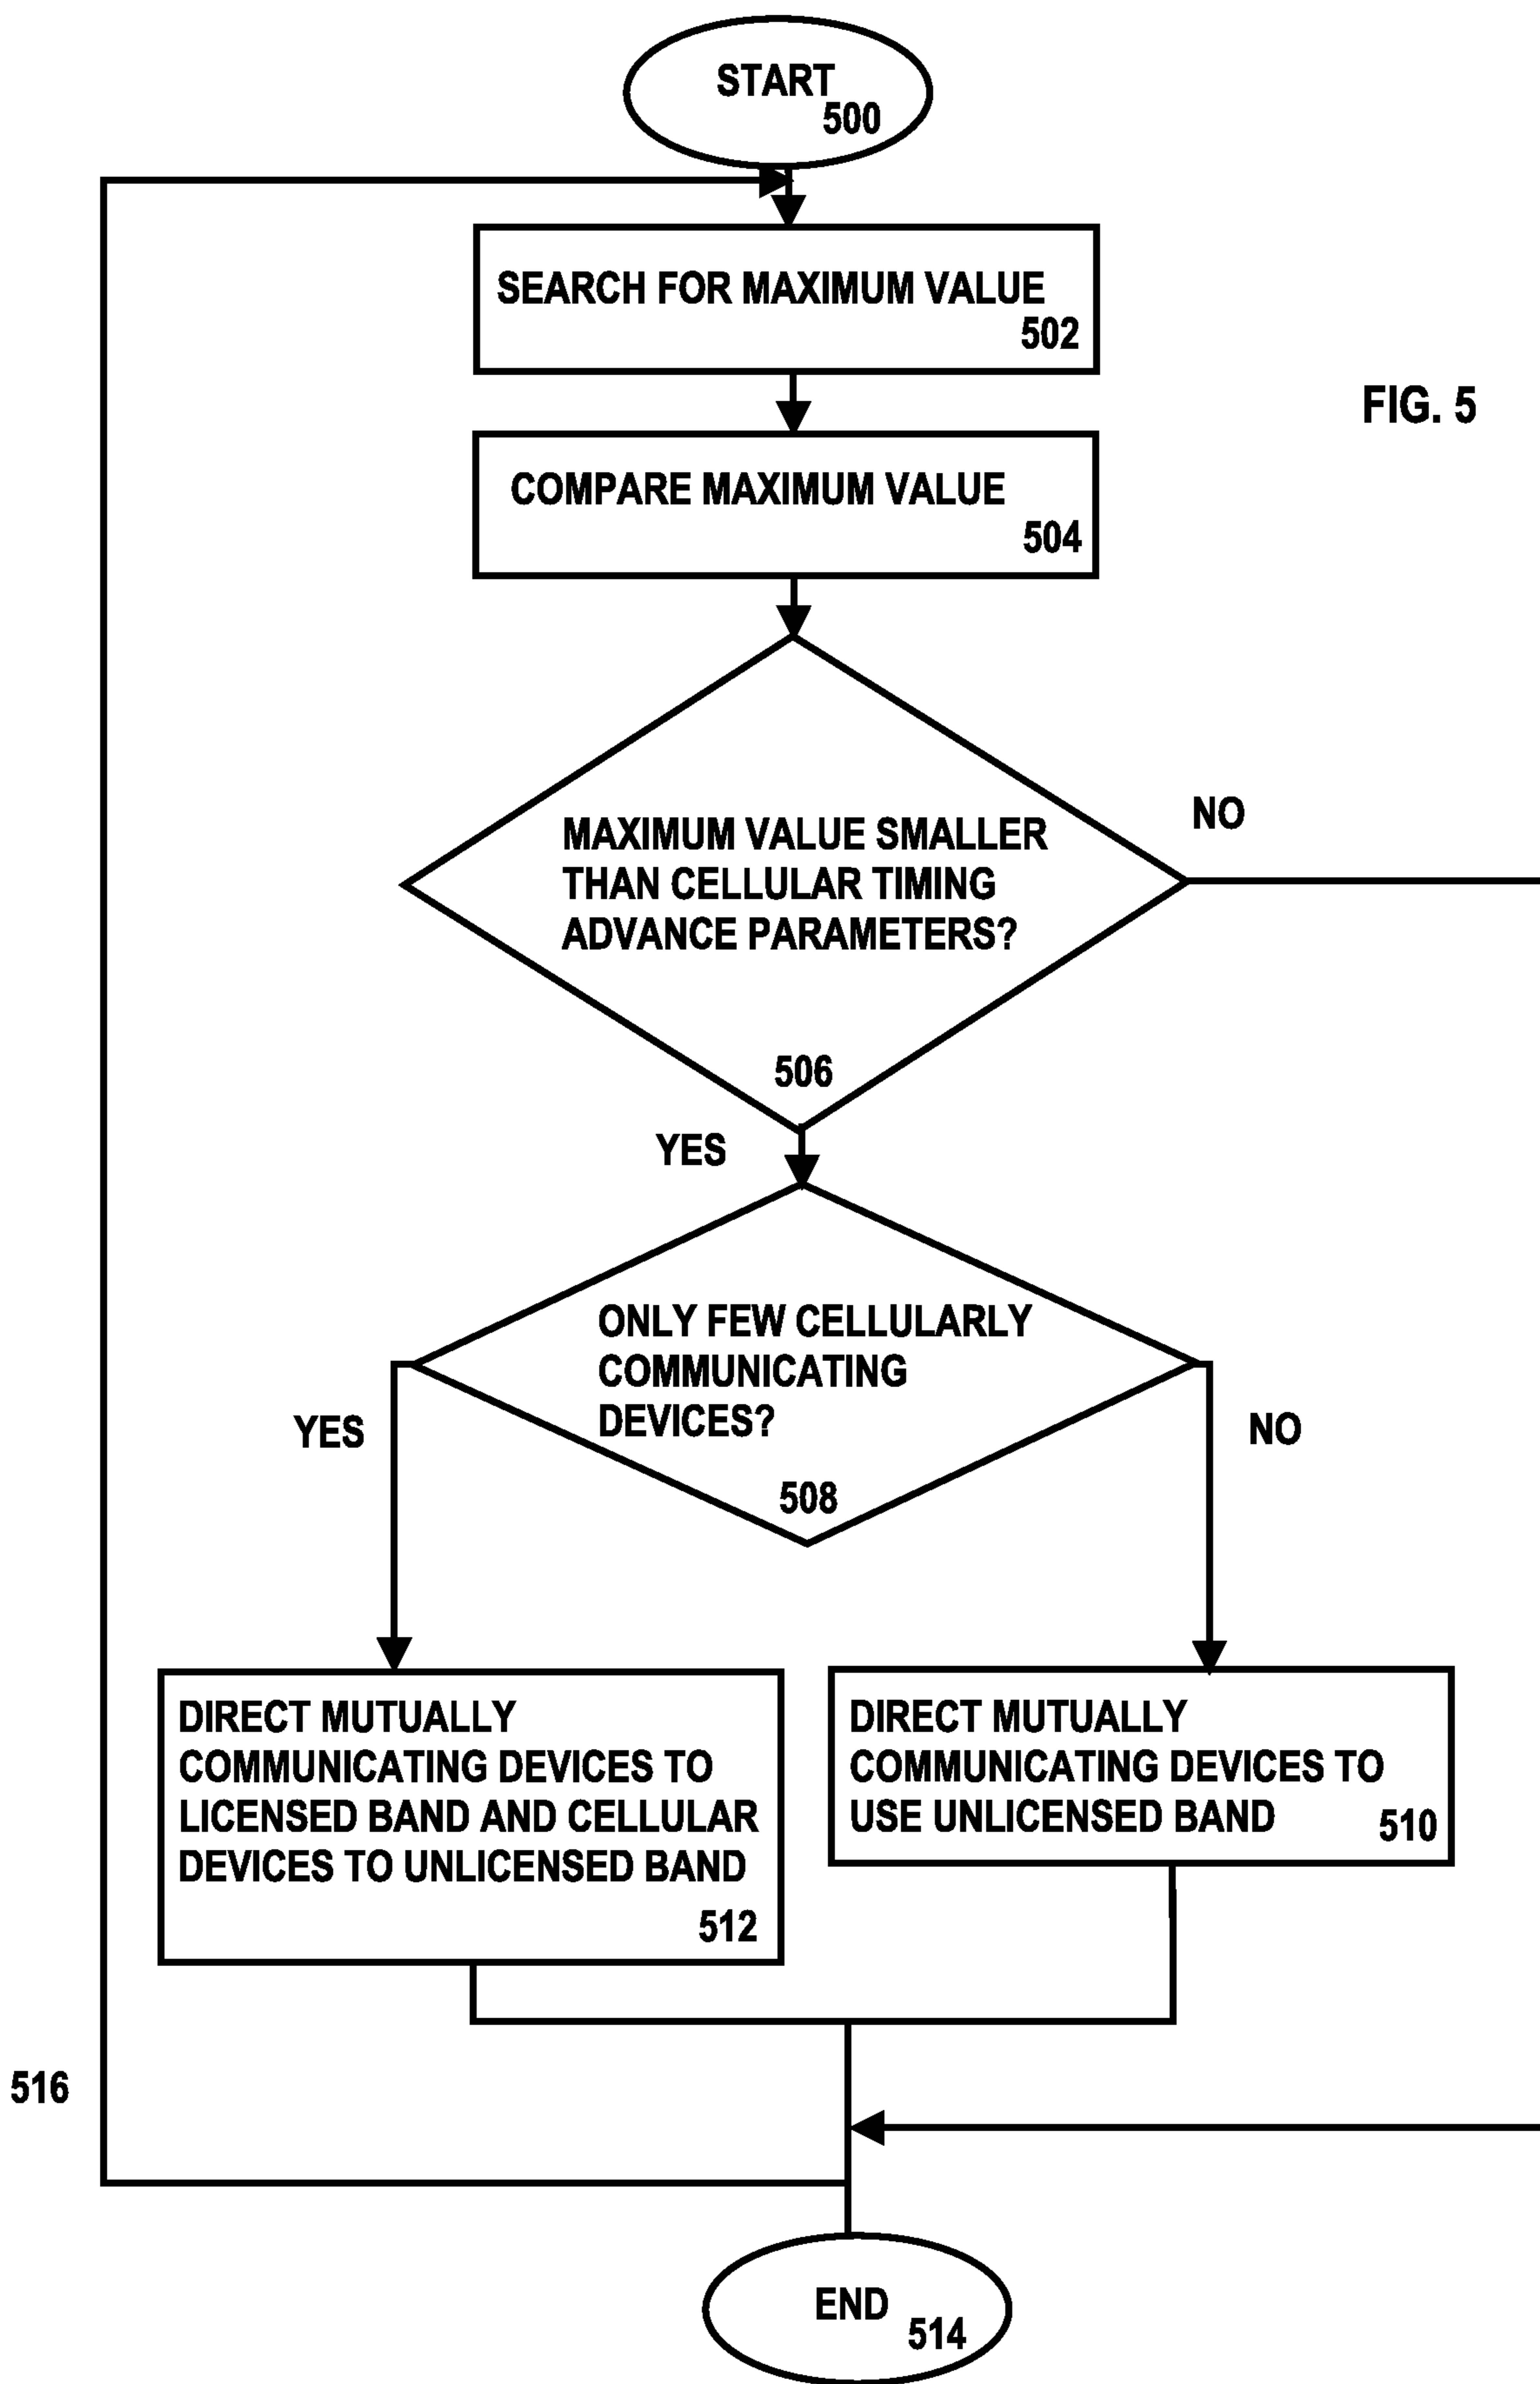 START
500
SEARCH FOR MAXIMUM VALUE
502
FIG. 5
COMPARE MAXIMUM VALUE
504
NO
MAXIMUM VALUE SMALLER
THAN CELLULAR TIMING
ADVANCE PARAMETERS?
506
YES
ONLY FEW CELLULARLY
COMMUNICATING
DEVICES?
YES
NO
508
DIRECT MUTUALLY
COMMUNICATING DEVICES TO
LICENSED BAND AND CELLULAR
DEVICES TO UNLICENSED BAND
512
DIRECT MUTUALLY
COMMUNICATING DEVICES TO
USE UNLICENSED BAND
510
516
END
514